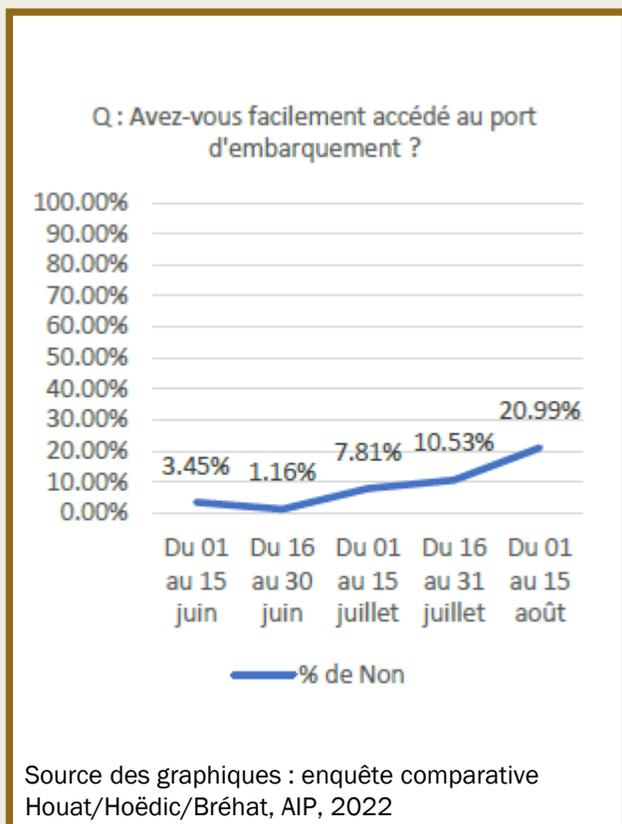 Q : Avez-vous facilement accédé au port
d'embarquement ?
100.00%
90.00%
80.00%
70.00%
60.00%
50.00%
40.00%
30.00%
20.00%
10.00%
0.00%
3.45% 1.16% 7.81% 10.53% 20.99%
Du 01 Du 16 Du 01 Du 16 Du 01
au 15 au 30 au 15 au 31 au 15
juin juin juillet juillet août
% de Non
Source des graphiques : enquête comparative
Houat/Hoëdic/Bréhat, AIP, 2022